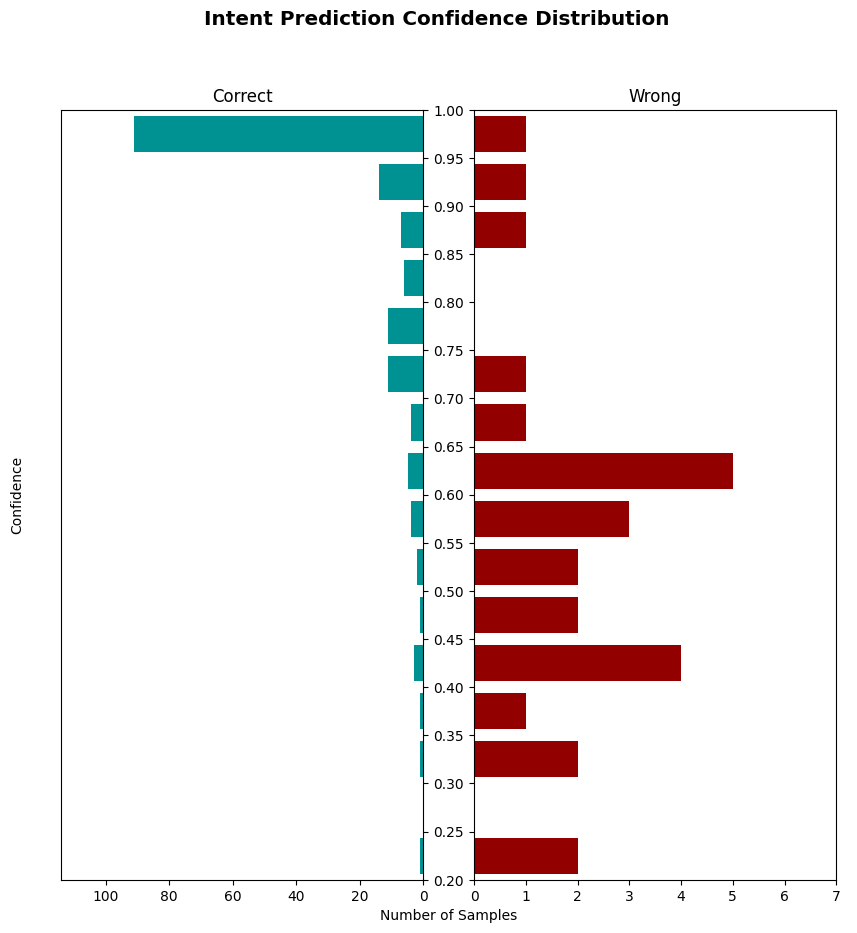 Intent Prediction Confidence Distribution
Correct
Wrong
1.00
0.95
0.90
0.85
0.80
0.75
0.70
0.65
0.60
0.55
0.50
0.45
0.40
0.35
0.30
0.25
0.20
Confidence
100 80 60 40 20 0
0 1 2 3 4 5 6 7
Number of Samples